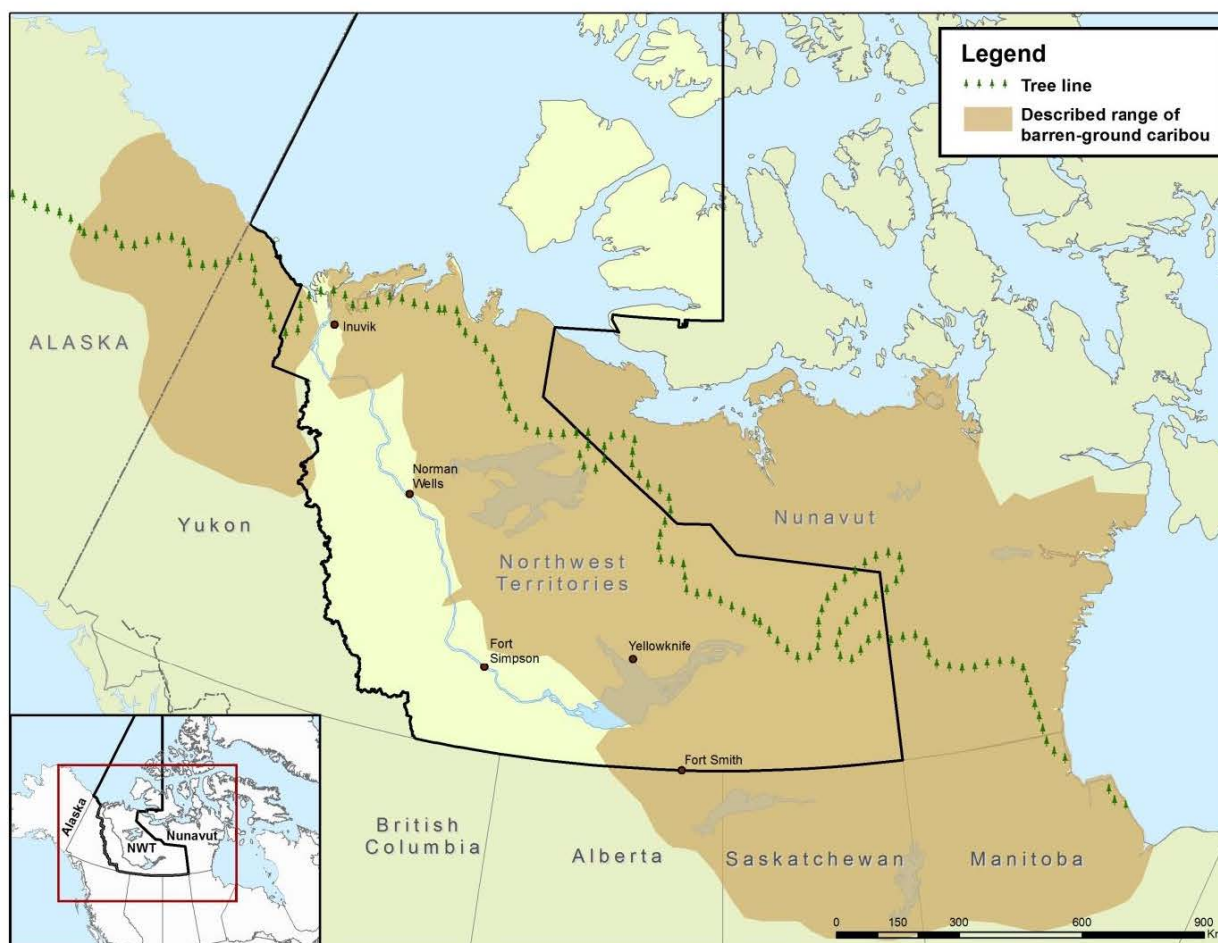 Legend
Tree line
Described range of
barren-ground caribou
ALASKA
Inuvik
Norman
Wells
Yukon
Nunavut
Northwest
Territories
Fort
Simpson
Yellowknife
Fort Smith
British
Columbia
Alberta
Saskatchewan
Manitoba
Alaska
NWT
Nunavut
0 150 300 600 900
Km